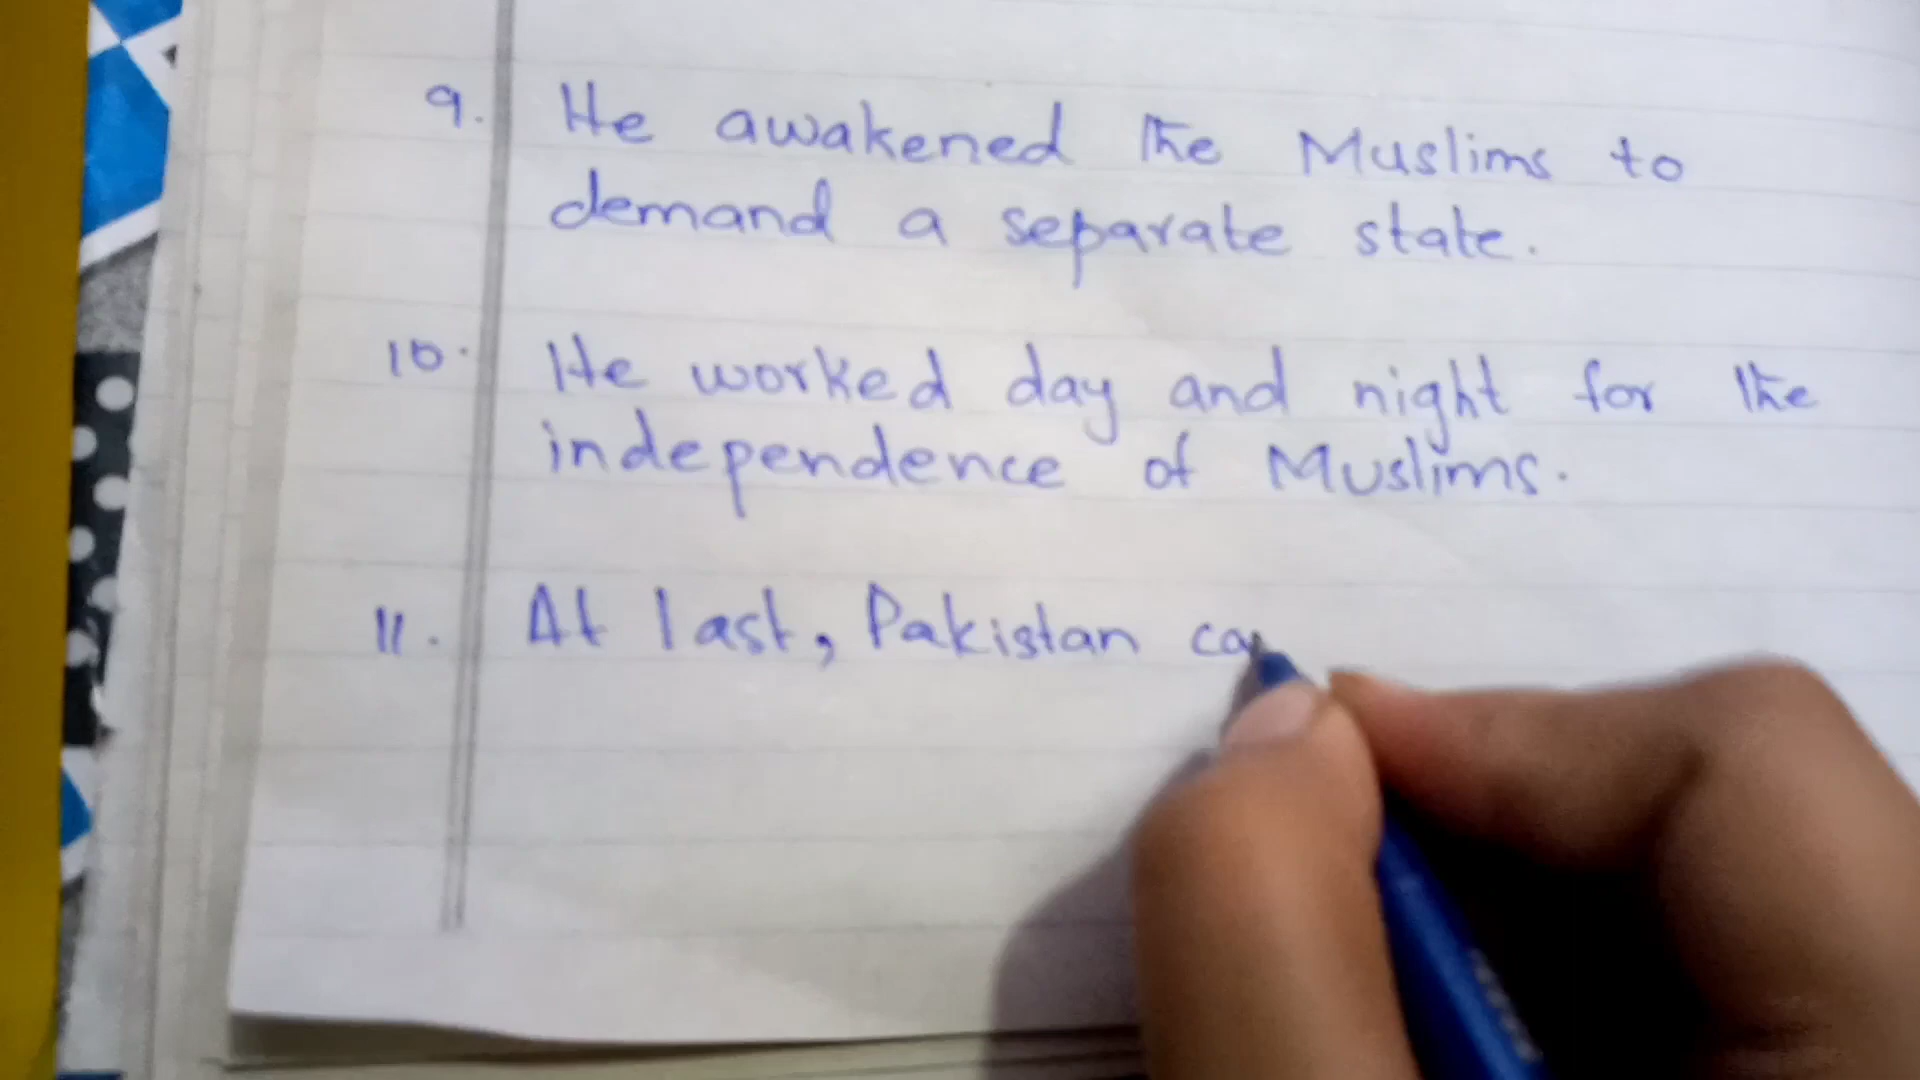 9. He awakened the Muslims to
demand a separate state.
10. He worked day and night for the
independence of Muslims.
11. At last, Pakistan